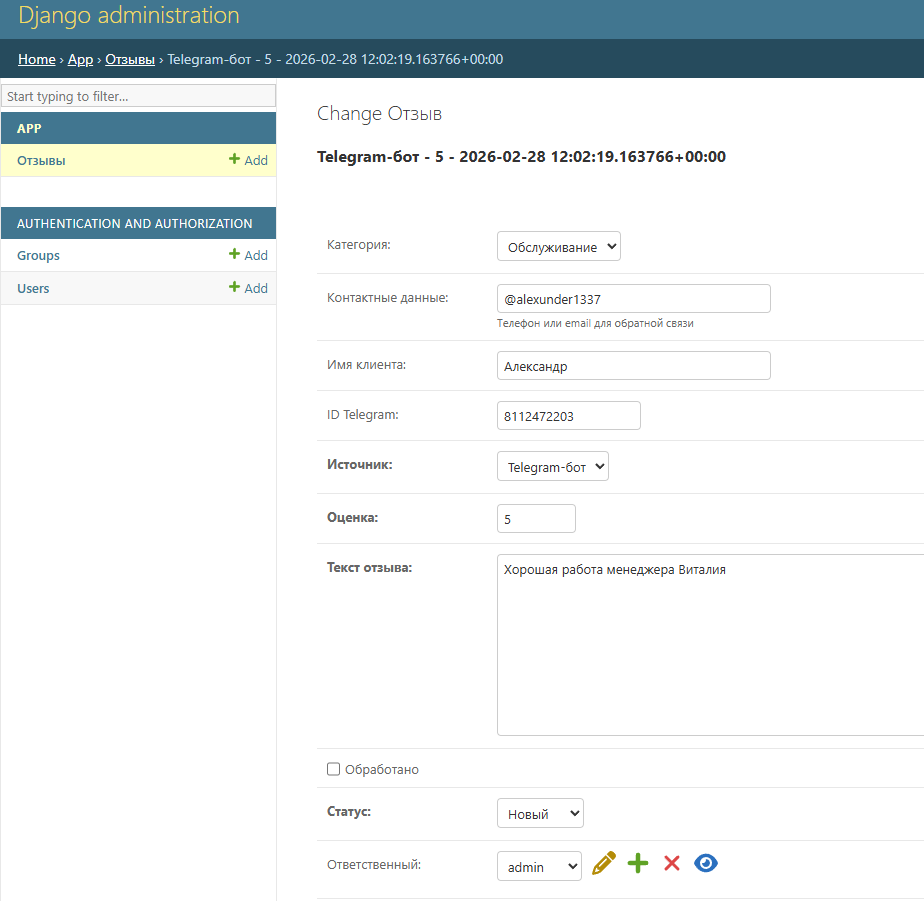 Django administration
Home › App › Отзывы › Telegram-бот - 5 - 2026-02-28 12:02:19.163766+00:00
Start typing to filter...
APP
Отзывы + Add
AUTHENTICATION AND AUTHORIZATION
Groups + Add
Users + Add
Change Отзыв
Telegram-бот - 5 - 2026-02-28 12:02:19.163766+00:00
Категория: Обслуживание
Контактные данные: @alexunder1337
Телефон или email для обратной связи
Имя клиента: Александр
ID Telegram: 8112472203
Источник: Telegram-бот
Оценка: 5
Текст отзыва: Хорошая работа менеджера Виталия
Обработано
Статус: Новый
Ответственный: admin